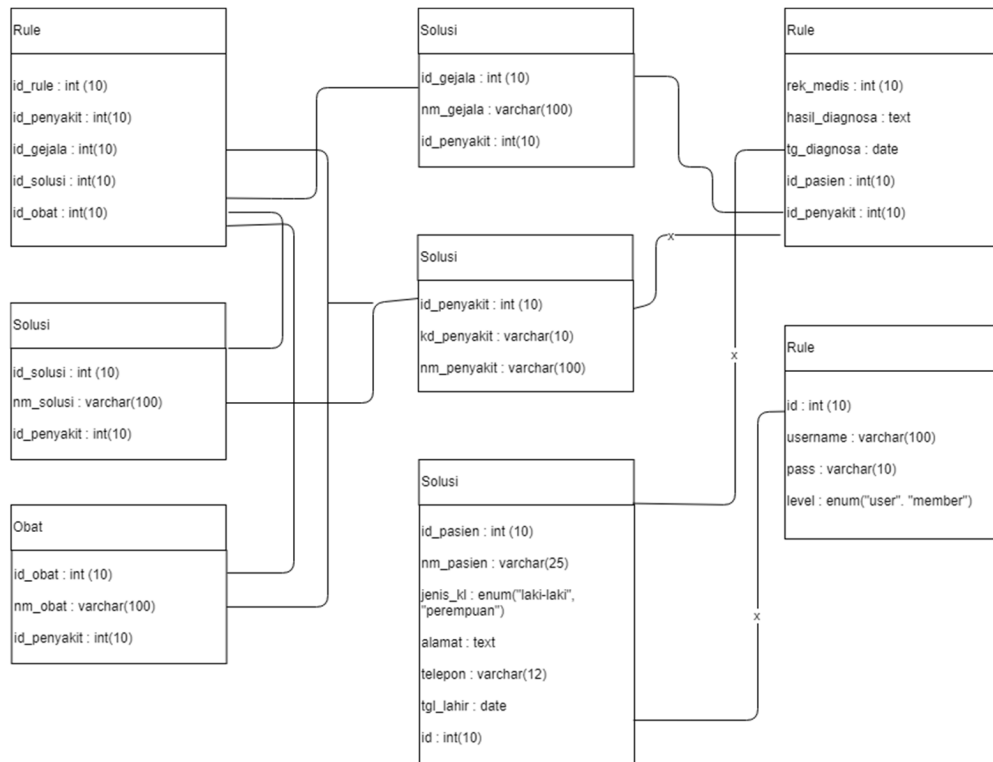 Rule
id_rule : int (10)
id_penyakit : int(10)
id_gejala : int(10)
id_solusi : int(10)
id_obat : int(10)
Solusi
id_solusi : int (10)
nm_solusi : varchar(100)
id_penyakit : int(10)
Obat
id_obat : int (10)
nm_obat : varchar(100)
id_penyakit : int(10)
Solusi
id_gejala : int (10)
nm_gejala : varchar(100)
id_penyakit : int(10)
Solusi
id_penyakit : int (10)
kd_penyakit : varchar(10)
nm_penyakit : varchar(100)
Solusi
id_pasien : int (10)
nm_pasien : varchar(25)
jenis_kl : enum("laki-laki",
"perempuan")
alamat : text
telepon : varchar(12)
tgl_lahir : date
id : int(10)
Rule
rek_medis : int (10)
hasil_diagnosa : text
tg_diagnosa : date
id_pasien : int(10)
id_penyakit : int(10)
Rule
id : int (10)
username : varchar(100)
pass : varchar(10)
level : enum("user". "member")
x
x
x